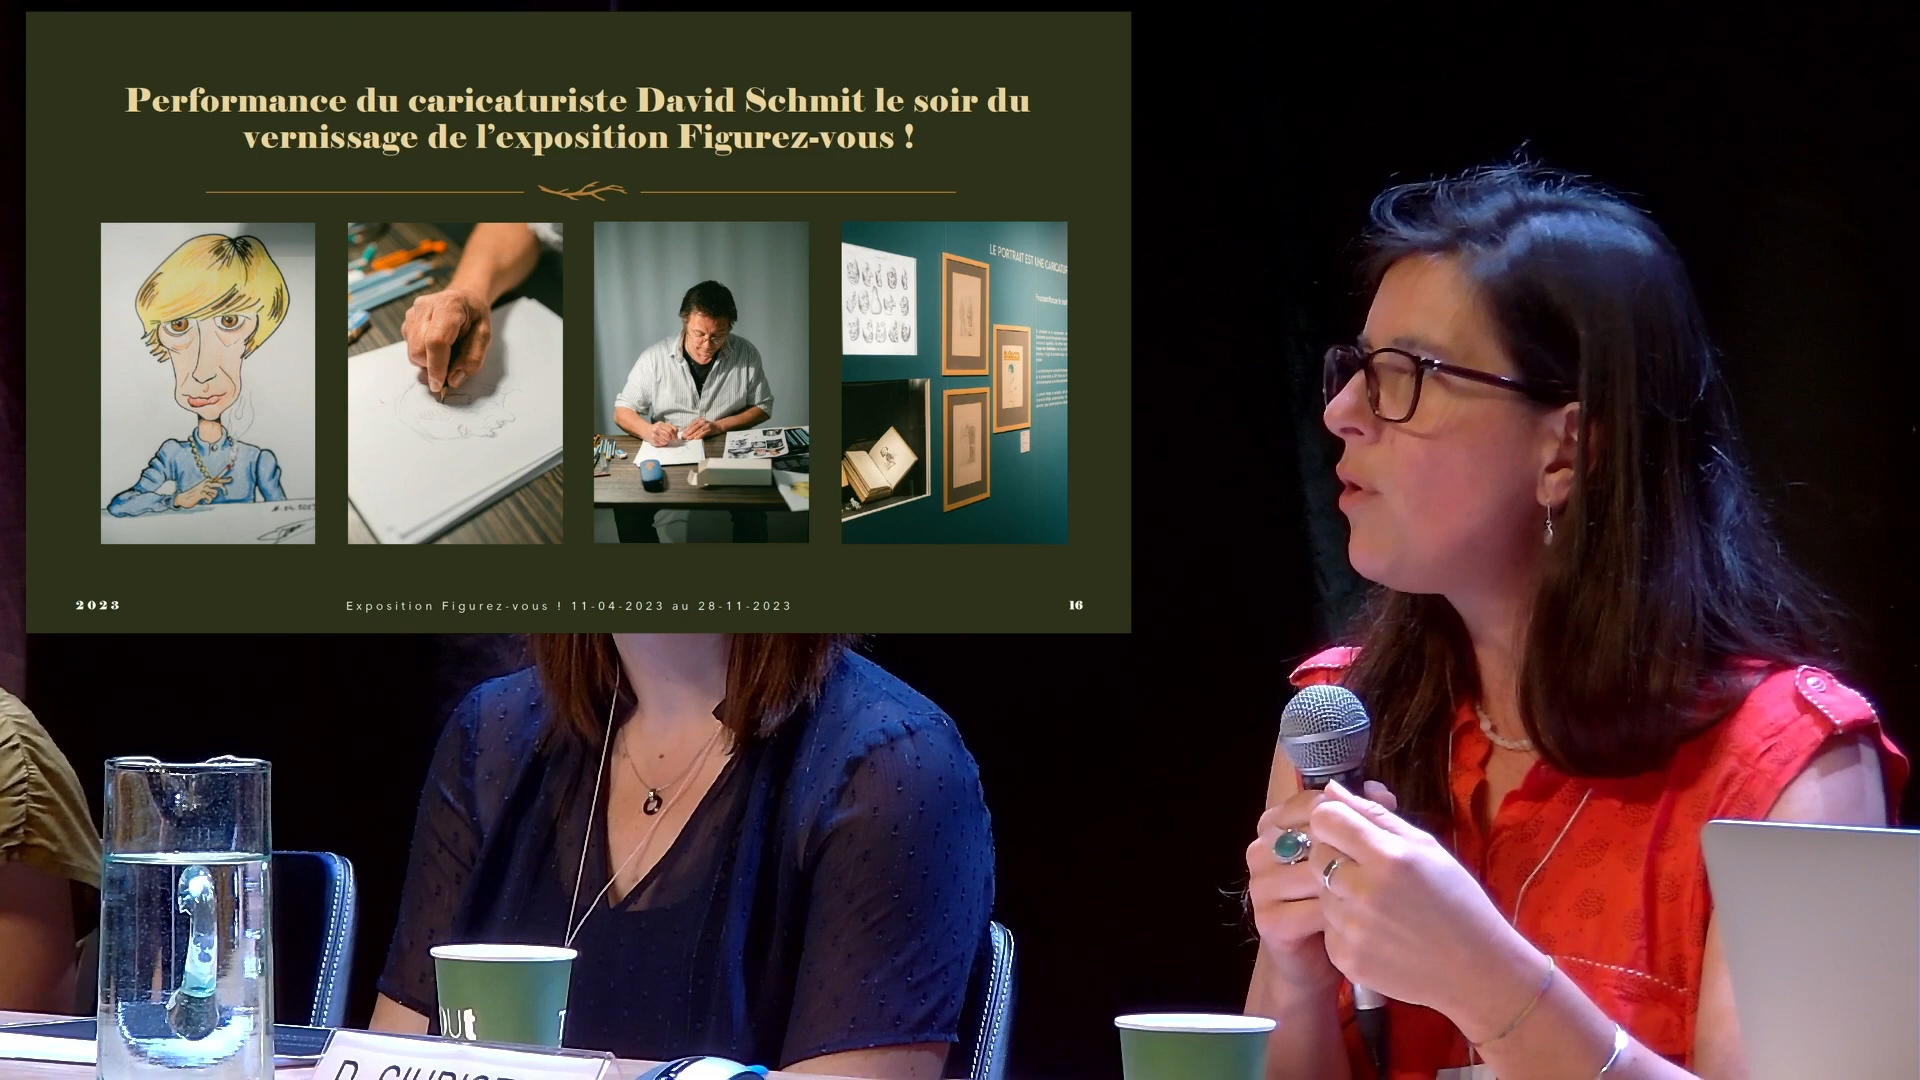 Performance du caricaturiste David Schmit le soir du
vernissage de l'exposition Figurez-vous !
LE PORTRAIT EST UNE
2023
Exposition Figurez-vous ! 11-04-2023 au 28-11-2023
16